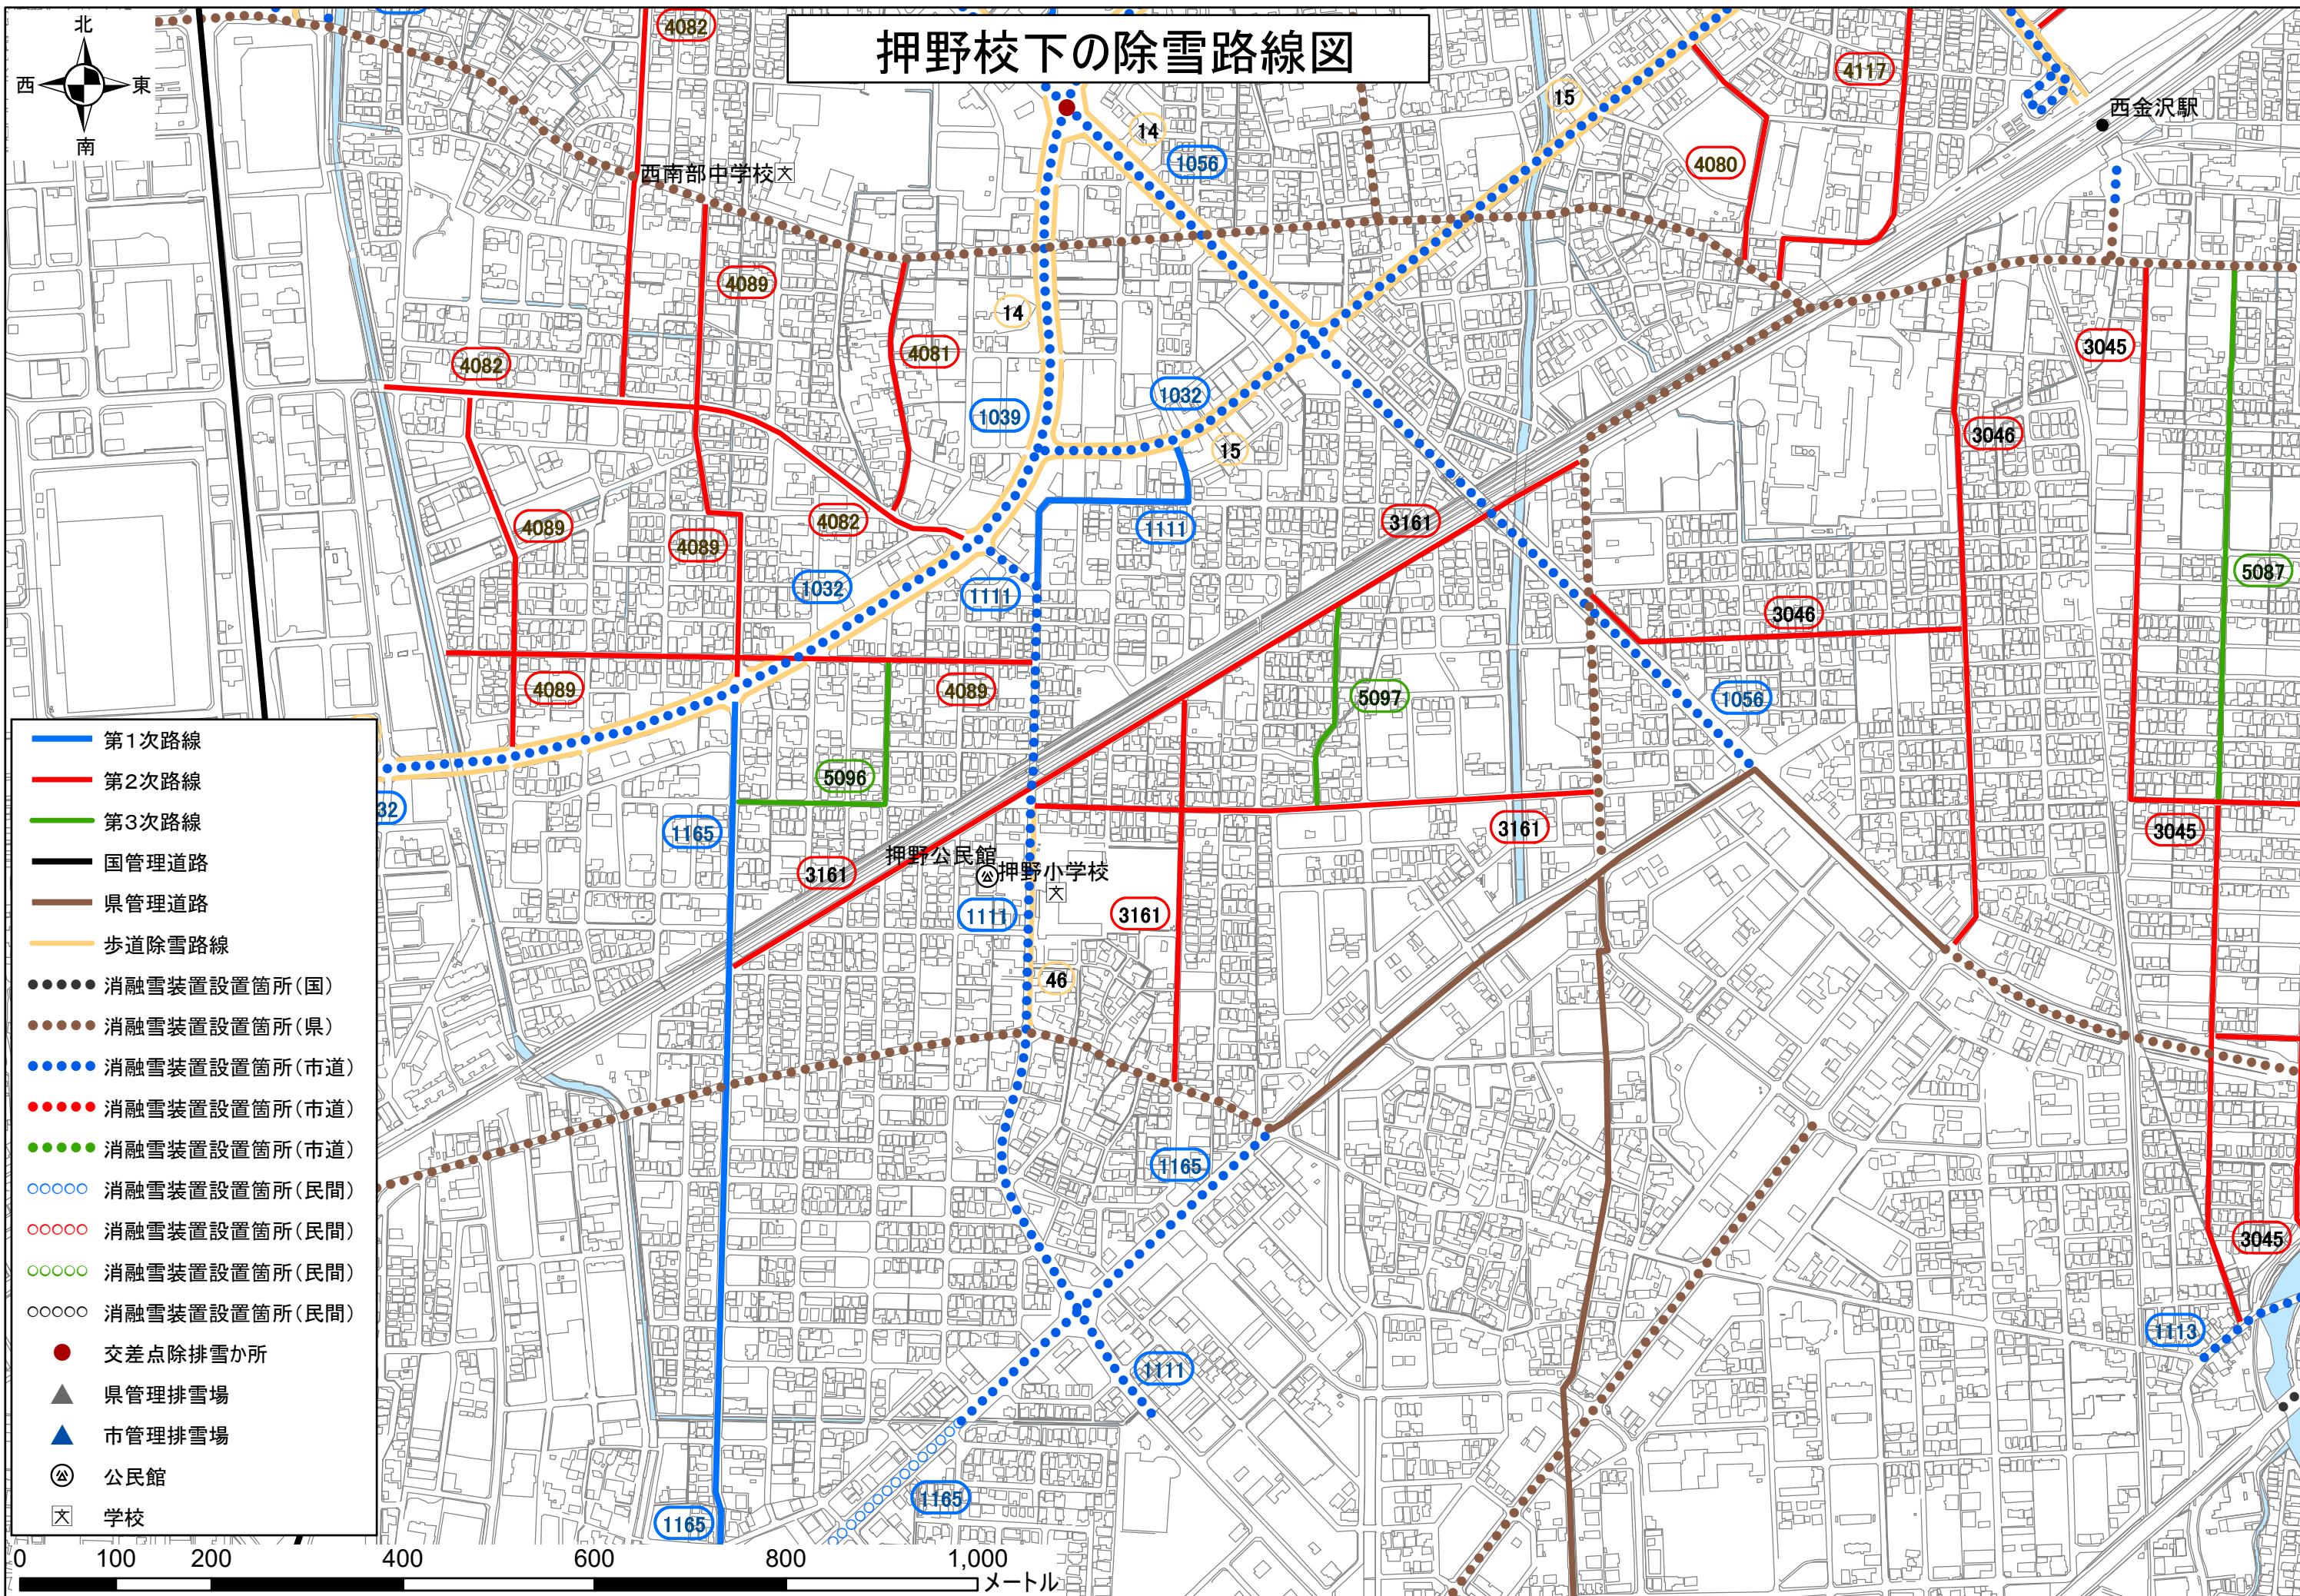 押野校下の除雪路線図
北
西
東
南
4082
4117
15
14
西金沢駅
1056
4080
西南部中学校
文
4089
14
4081
3045
4082
1032
1039
3046
15
4089
4082
1111
3161
4089
5087
1032
1111
3046
4089
4089
5097
1056
5096
32
1165
3161
3045
3161
押野公民館
公
押野小学校
文
1111
3161
46
1165
3045
1113
1111
1165
1165
第1次路線
第2次路線
第3次路線
国管理道路
県管理道路
歩道除雪路線
消融雪装置設置箇所(国)
消融雪装置設置箇所(県)
消融雪装置設置箇所(市道)
消融雪装置設置箇所(市道)
消融雪装置設置箇所(市道)
消融雪装置設置箇所(民間)
消融雪装置設置箇所(民間)
消融雪装置設置箇所(民間)
消融雪装置設置箇所(民間)
交差点除排雪か所
県管理排雪場
市管理排雪場
公 公民館
文 学校
0 100 200 400 600 800 1,000
メートル